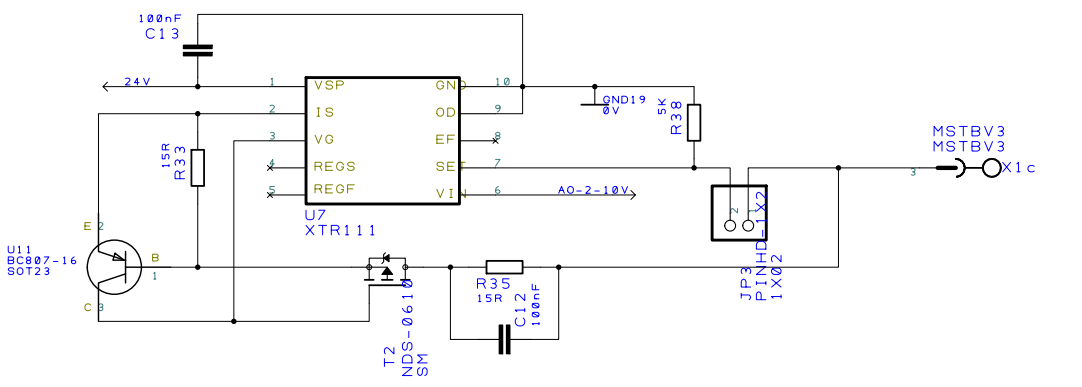 100nF
C13
24V
1
VSP
GND
10
GND19
0V
2
IS
OD
9
5K
R38
3
VG
EF
8
15R
R33
4
REGS
SET
7
5
REGF
VIN
6
AO-2-10V
MSTBV3
MSTBV3
3
X1c
U7
XTR111
2
1
JP3
PINHD-1X2
1X02
E
2
U11
BC807-16
SOT23
B
1
C
3
T2
NDS-0610
SM
R35
15R
C12
100nF